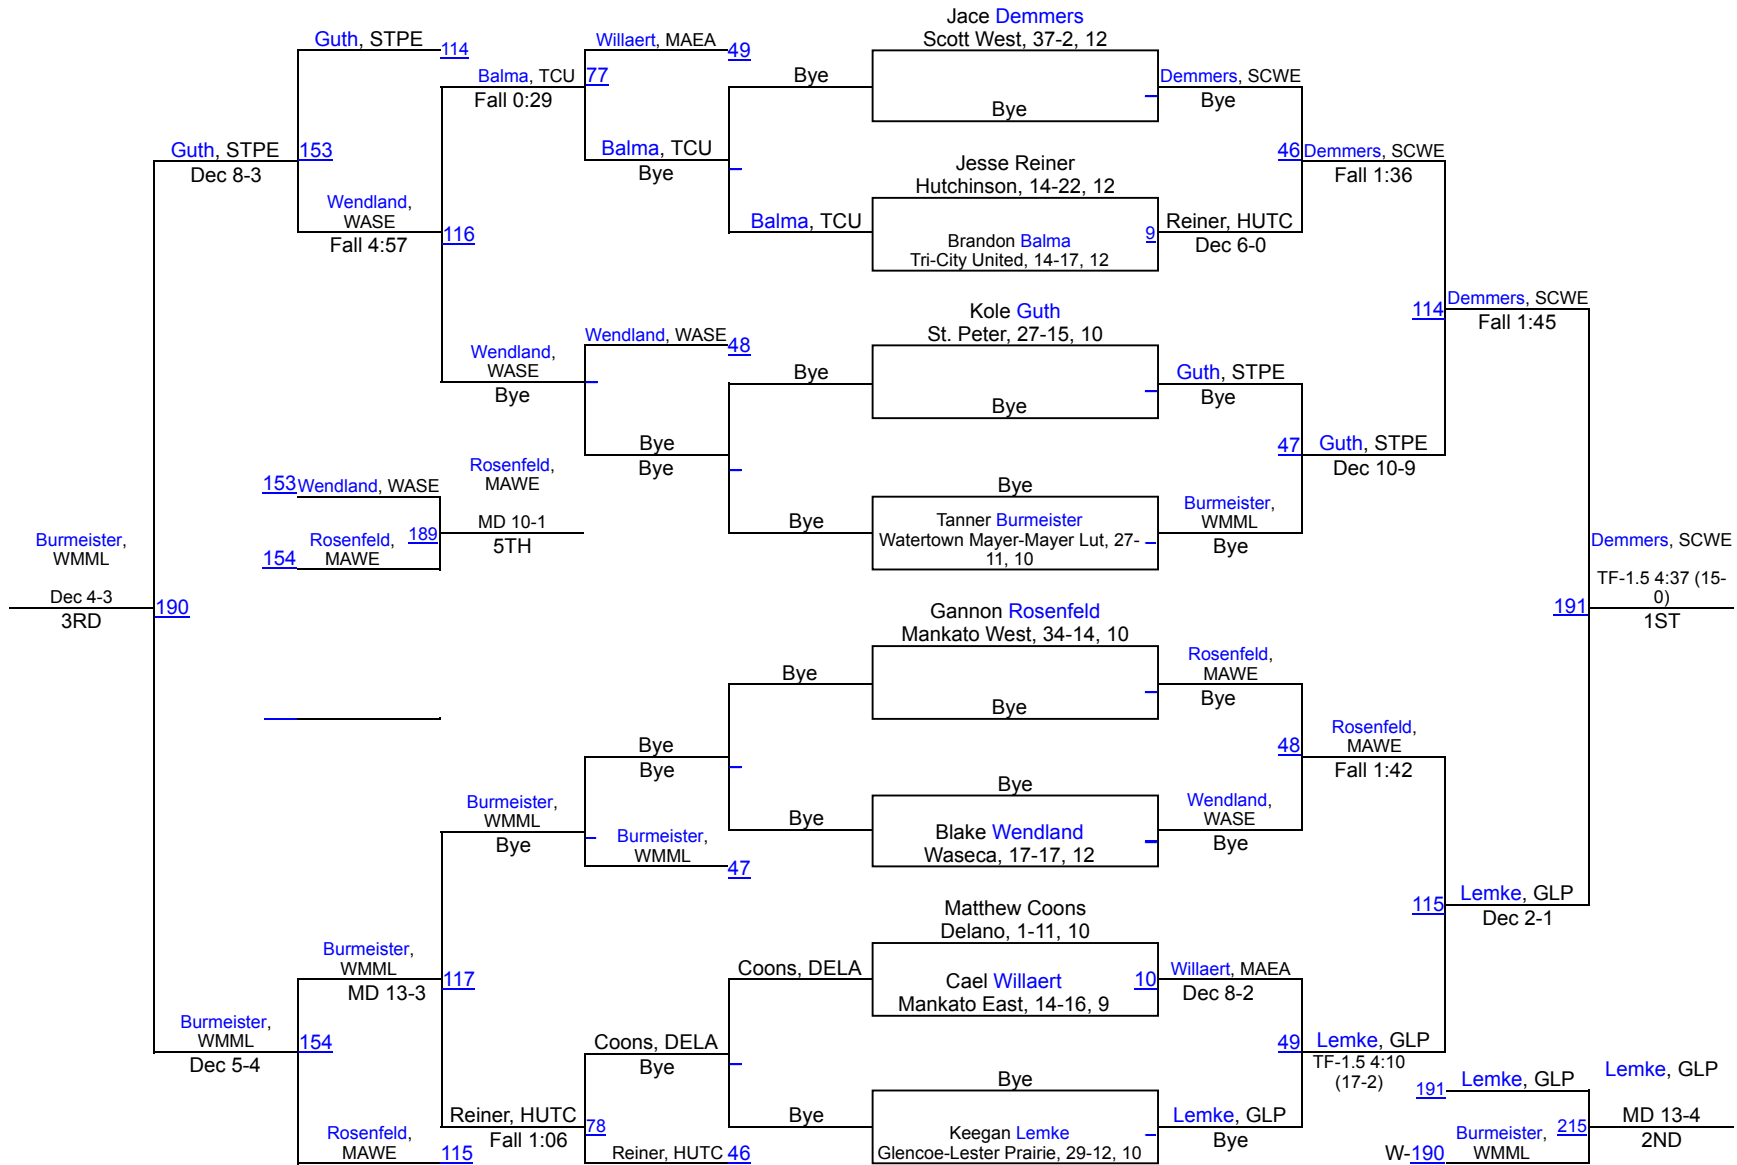 Jace Demmers
Scott West, 37-2, 12
Guth, STPE
114
Willaert, MAEA
49
Balma, TCU
77
Fall 0:29
Bye
Bye
Demmers, SCWE
Bye
Guth, STPE
153
Dec 8-3
Balma, TCU
Bye
46
Demmers, SCWE
Fall 1:36
Jesse Reiner
Hutchinson, 14-22, 12
Wendland,
WASE
Fall 4:57
116
Balma, TCU
Brandon Balma
Tri-City United, 14-17, 12
9
Reiner, HUTC
Dec 6-0
Kole Guth
St. Peter, 27-15, 10
114
Demmers, SCWE
Fall 1:45
Wendland,
WASE
Bye
Wendland, WASE
48
Bye
Bye
Guth, STPE
Bye
Bye
Bye
47
Guth, STPE
Dec 10-9
153
Wendland, WASE
Rosenfeld,
MAWE
MD 10-1
5TH
189
154
Rosenfeld,
MAWE
Bye
Bye
Tanner Burmeister
Watertown Mayer-Mayer Lut, 27-
11, 10
Burmeister,
WMML
Bye
Burmeister,
WMML
Dec 4-3
3RD
190
Demmers, SCWE
TF-1.5 4:37 (15-
0)
1ST
191
Gannon Rosenfeld
Mankato West, 34-14, 10
Bye
Bye
Rosenfeld,
MAWE
Bye
Bye
Bye
48
Rosenfeld,
MAWE
Fall 1:42
Burmeister,
WMML
Bye
Burmeister,
WMML
47
Bye
Bye
Blake Wendland
Waseca, 17-17, 12
Wendland,
WASE
Bye
115
Lemke, GLP
Dec 2-1
Matthew Coons
Delano, 1-11, 10
Burmeister,
WMML
MD 13-3
117
Coons, DELA
Cael Willaert
Mankato East, 14-16, 9
10
Willaert, MAEA
Dec 8-2
Burmeister,
WMML
Dec 5-4
154
Coons, DELA
Bye
49
Lemke, GLP
TF-1.5 4:10
(17-2)
Rosenfeld,
MAWE
115
Reiner, HUTC
Fall 1:06
78
Reiner, HUTC
46
Bye
Bye
Keegan Lemke
Glencoe-Lester Prairie, 29-12, 10
Lemke, GLP
Bye
191
Lemke, GLP
Lemke, GLP
MD 13-4
2ND
215
W-190
Burmeister,
WMML